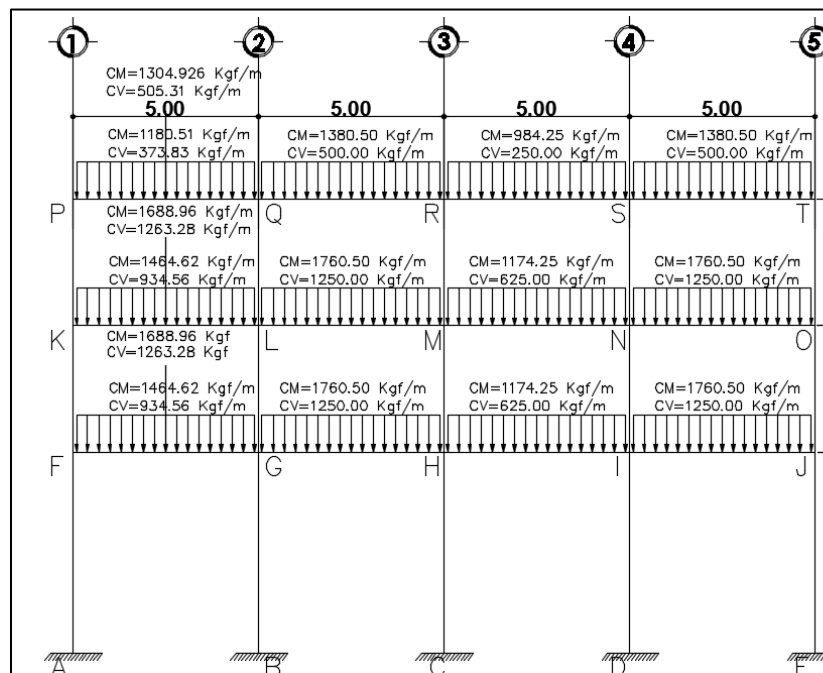 1 2 3 4 5
CM=1304.926 Kgf/m
CV=505.31 Kgf/m
5.00 5.00 5.00 5.00
CM=1180.51 Kgf/m CM=1380.50 Kgf/m CM=984.25 Kgf/m CM=1380.50 Kgf/m
CV=373.83 Kgf/m CV=500.00 Kgf/m CV=250.00 Kgf/m CV=500.00 Kgf/m
P Q R S T
CM=1688.96 Kgf/m
CV=1263.28 Kgf/m
CM=1464.62 Kgf/m CM=1760.50 Kgf/m CM=1174.25 Kgf/m CM=1760.50 Kgf/m
CV=934.56 Kgf/m CV=1250.00 Kgf/m CV=625.00 Kgf/m CV=1250.00 Kgf/m
K L M N O
CM=1688.96 Kgf
CV=1263.28 Kgf
CM=1464.62 Kgf/m CM=1760.50 Kgf/m CM=1174.25 Kgf/m CM=1760.50 Kgf/m
CV=934.56 Kgf/m CV=1250.00 Kgf/m CV=625.00 Kgf/m CV=1250.00 Kgf/m
F G H I J
A B C D E